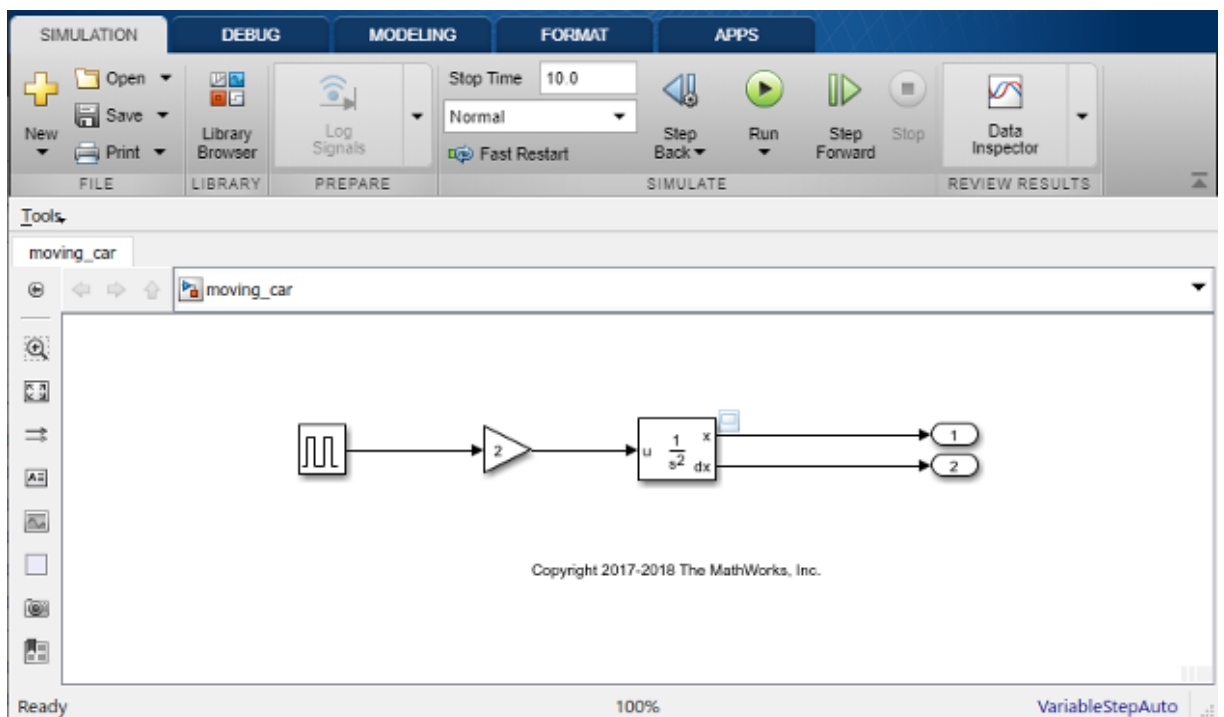 SIMULATION DEBUG MODELING FORMAT APPS
New
Open
Save
Print
FILE
Library
Browser
LIBRARY
Log
Signals
PREPARE
Stop Time 10.0
Normal
Fast Restart
Step
Back
Run
Step
Forward
Stop
SIMULATE
Data
Inspector
REVIEW RESULTS
Tools
moving_car
moving_car
2
u 1 x
s2 dx
1
2
Copyright 2017-2018 The MathWorks, Inc.
Ready 100% VariableStepAuto